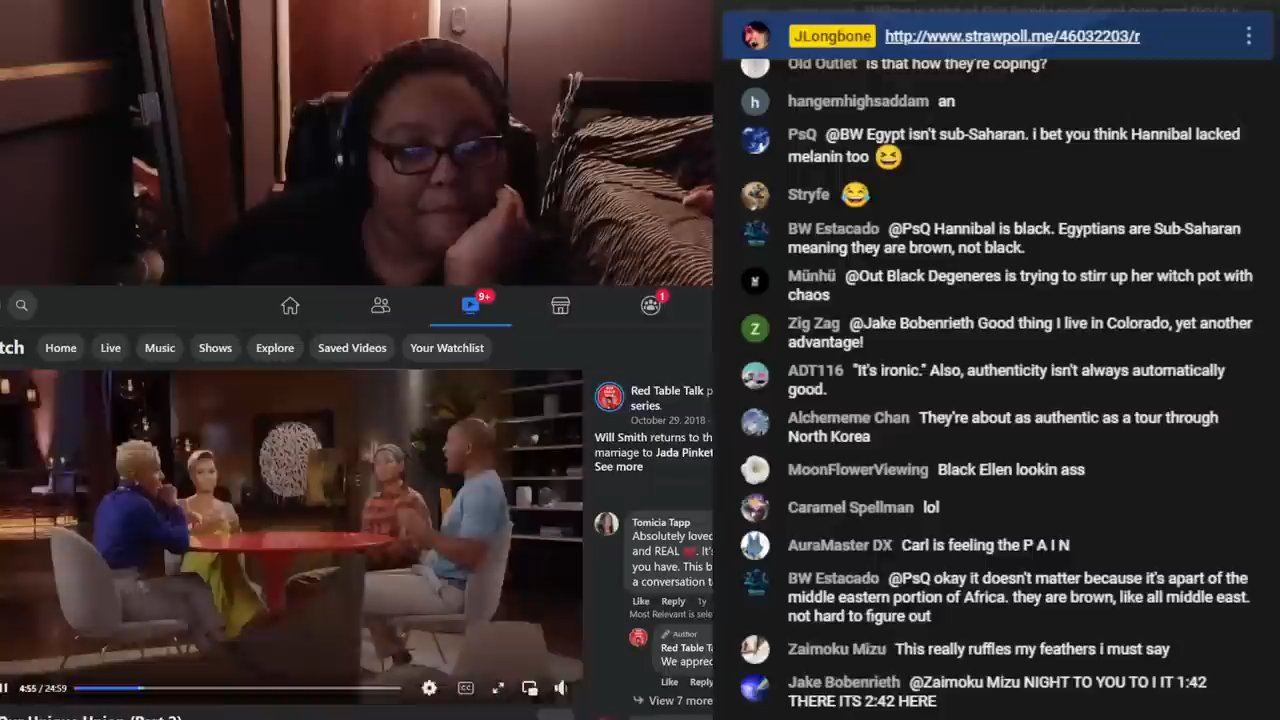 JLongbone http://www.strawpoll.me/46032203/r
Old Outlet is that how they're coping?
hangemhighsaddam an
PsQ @BW Egypt isn't sub-Saharan. i bet you think Hannibal lacked
melanin too 😆
Stryfe 😂
BW Estacado @PsQ Hannibal is black. Egyptians are Sub-Saharan
meaning they are brown, not black.
Münhü @Out Black Degeneres is trying to stir up her witch pot with
chaos
Zig Zag @Jake Bobenrieth Good thing I live in Colorado, yet another
advantage!
ADT116 "It's ironic." Also, authenticity isn't always automatically
good.
Alchememe Chan They're about as authentic as a tour through
North Korea
MoonFlowerViewing Black Ellen lookin ass
Caramel Spellman lol
AuraMaster DX Carl is feeling the P A I N
BW Estacado @PsQ okay it doesn't matter because it's apart of the
middle eastern portion of Africa. they are brown, like all middle east.
not hard to figure out
Zaimoku Mizu This really ruffles my feathers i must say
Jake Bobenrieth @Zaimoku Mizu NIGHT TO YOU TO I IT 1:42
THERE ITS 2:42 HERE
9+ 1
tch Home Live Music Shows Explore Saved Videos Your Watchlist
Red Table Talk p
series.
October 29, 2018 ·
Will Smith returns to th
marriage to Jada Pinket
See more
Tomicia Tapp
Absolutely loved
and REAL ❤. It's
you have. This b
a conversation t
Like Reply 1y
Most Relevant is sele
Author
Red Table Ta
We apprec
Like Reply
View 7 more
4:55 / 24:59 CC
Our Unique Union (Part 2)